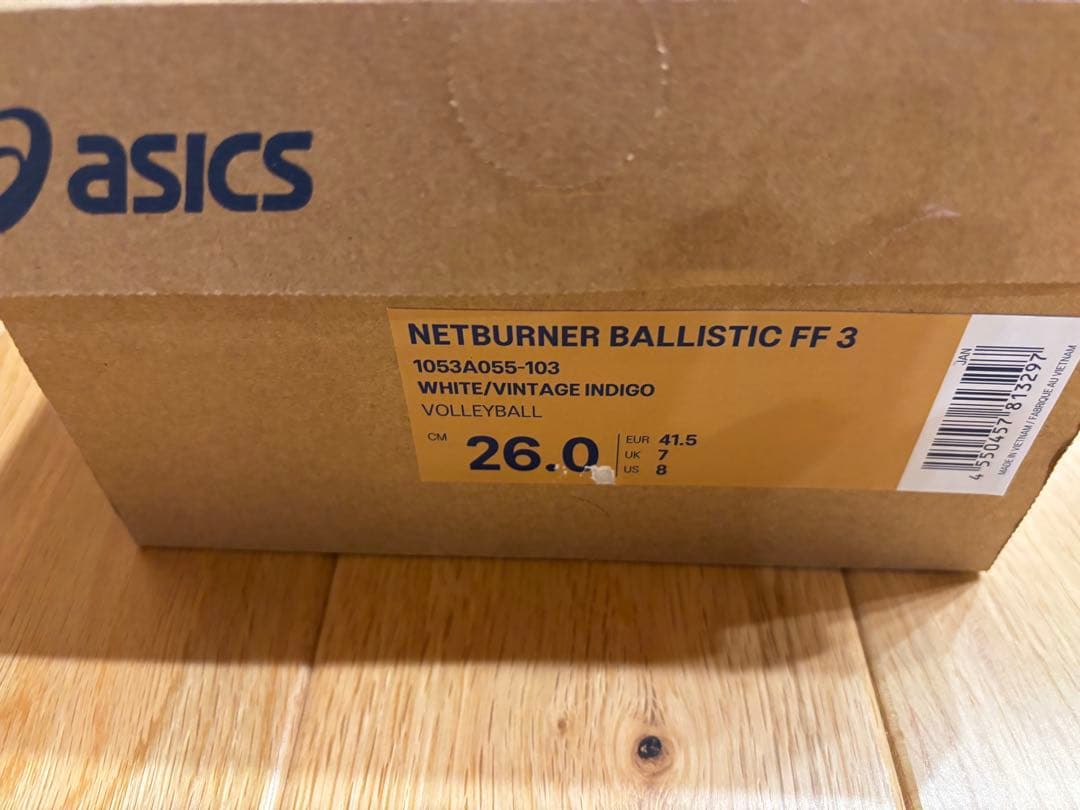 asics
NETBURNER BALLISTIC FF 3
1053A055-103
WHITE/VINTAGE INDIGO
VOLLEYBALL
CM 26.0
EUR 41.5
UK 7
US 8
JAN
4 550457 813297
MADE IN VIETNAM / FABRIQUE AU VIETNAM